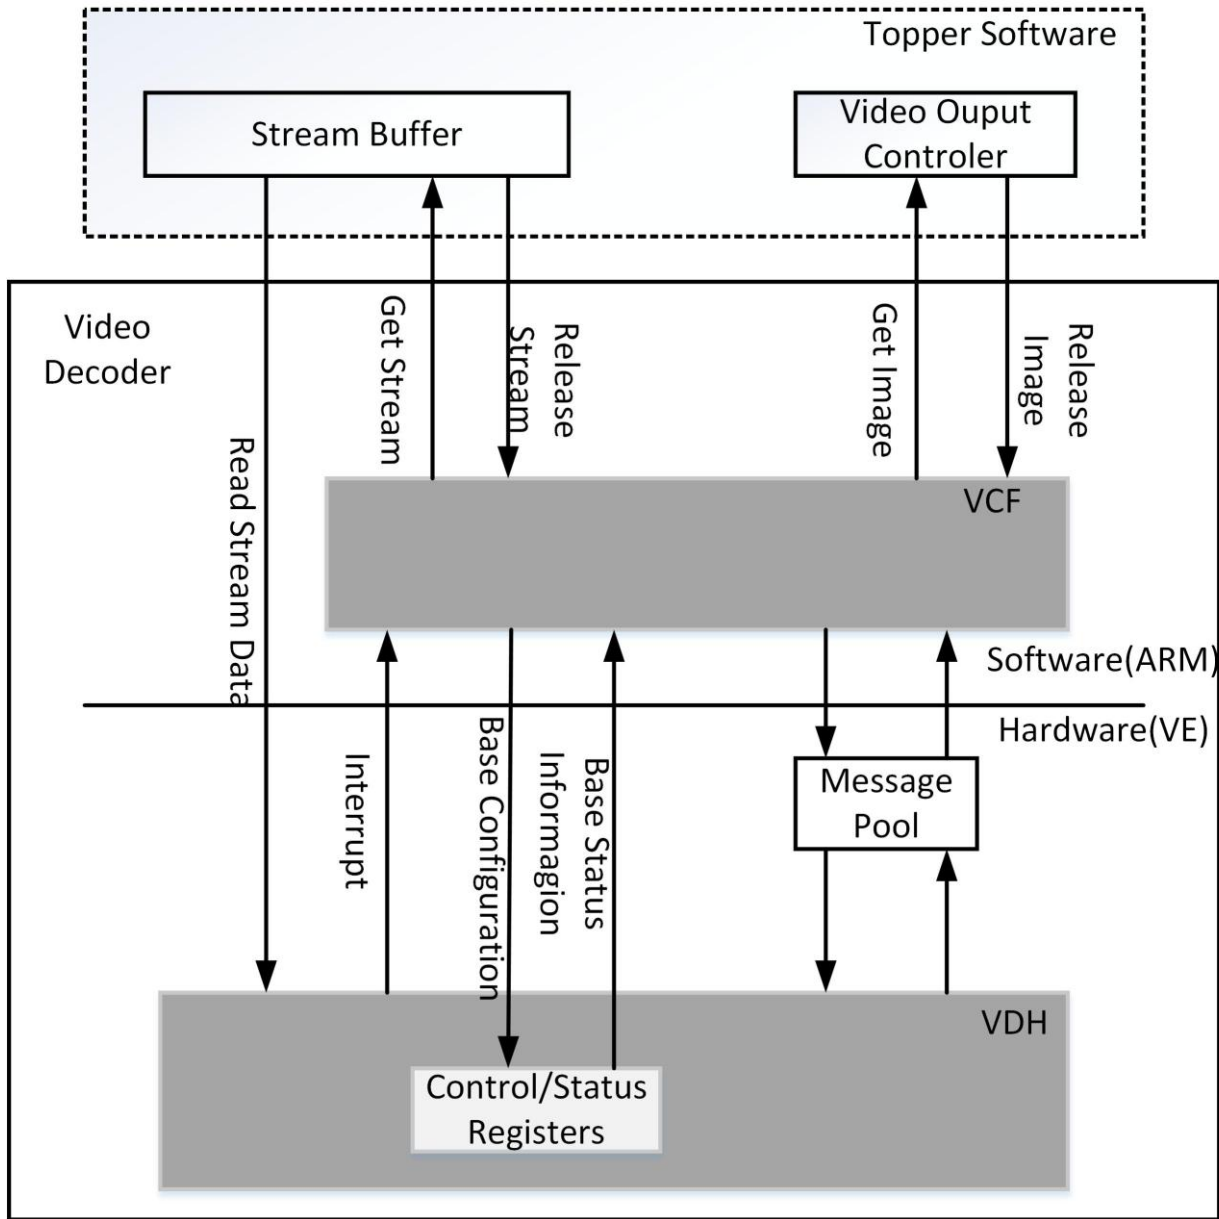 Topper Software
Stream Buffer
Video Ouput
Controler
Video
Decoder
Get Stream
Release
Stream
Get Image
Release
Image
Read Stream Data
VCF
Software(ARM)
Hardware(VE)
Interrupt
Base Configuration
Base Status
Informagion
Message
Pool
VDH
Control/Status
Registers